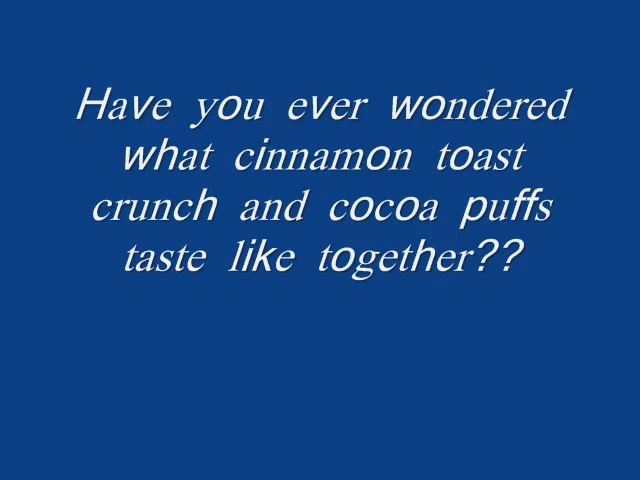 Have you ever wondered
what cinnamon toast
crunch and cocoa puffs
taste like together??